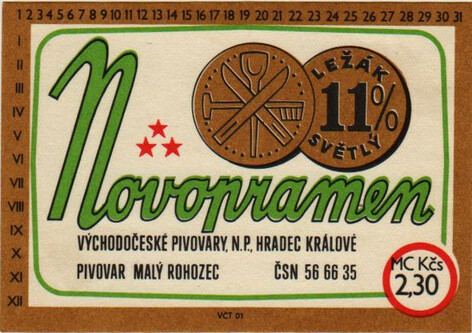 1 2 3 4 5 6 7 8 9 10 11 12 13 14 15 16 17 18 19 20 21 22 23 24 25 26 27 28 29 30 31
I
II
III
IV
V
VI
VII
VIII
IX
X
XI
XII
LEŽÁK
11%
SVĚTLÝ
Novopramen
VÝCHODOČESKÉ PIVOVARY, N.P., HRADEC KRÁLOVÉ
PIVOVAR MALÝ ROHOZEC ČSN 56 66 35
MC Kčs
2,30
VČT 01